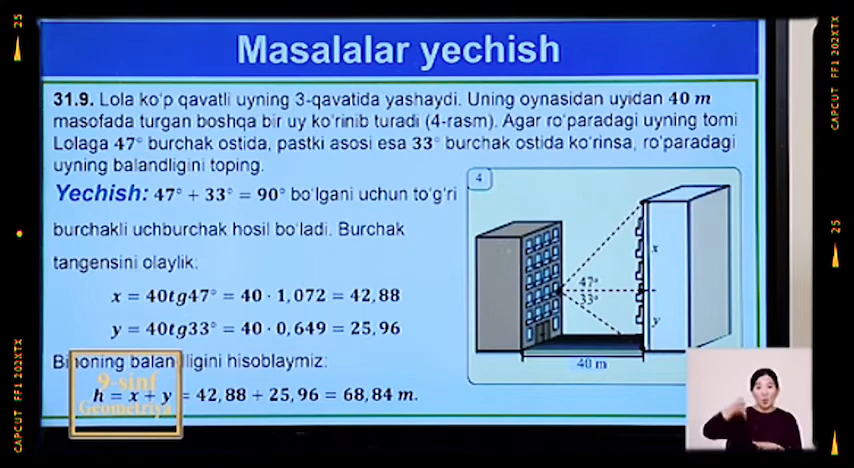 25
CAPCUT FF1 202XTX
Masalalar yechish
31.9. Lola ko'p qavatli uyning 3-qavatida yashaydi. Uning oynasidan uyidan 40 m
masofada turgan boshqa bir uy ko'rinib turadi (4-rasm). Agar ro'paradagi uyning tomi
Lolaga 47° burchak ostida, pastki asosi esa 33° burchak ostida ko'rinsa, ro'paradagi
uyning balandligini toping.
Yechish: 47° + 33° = 90° bo'lgani uchun to'g'ri
burchakli uchburchak hosil bo'ladi. Burchak
tangensini olaylik:
x = 40tg47° = 40 · 1,072 = 42,88
y = 40tg33° = 40 · 0,649 = 25,96
Binoning balandligini hisoblaymiz:
h = x + y = 42,88 + 25,96 = 68,84 m.
4
x
47°
33°
y
40 m
9-sinf
Geometriya
25
CAPCUT FF1 202XTX